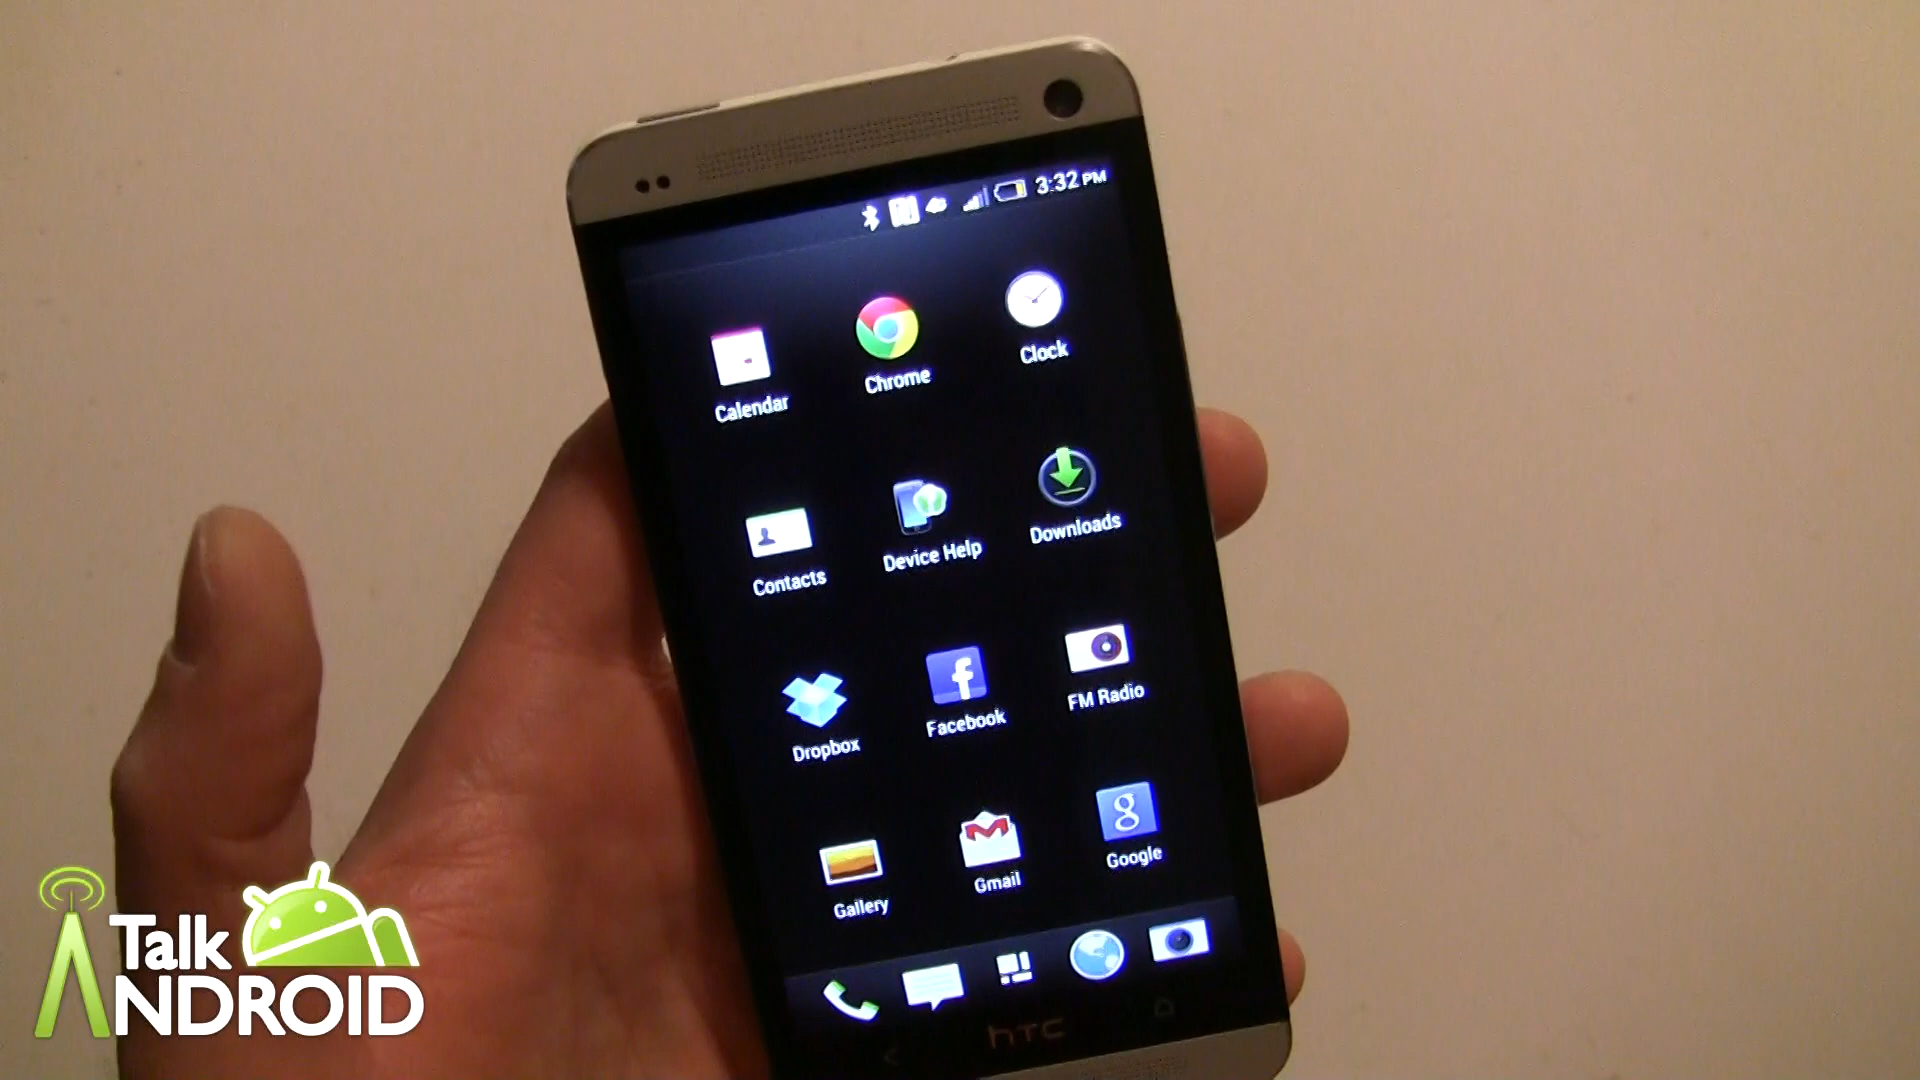 3:32 PM
Calendar
Chrome
Clock
Contacts
Device Help
Downloads
Dropbox
Facebook
FM Radio
Gallery
Gmail
Google
hTC
Talk
ANDROID